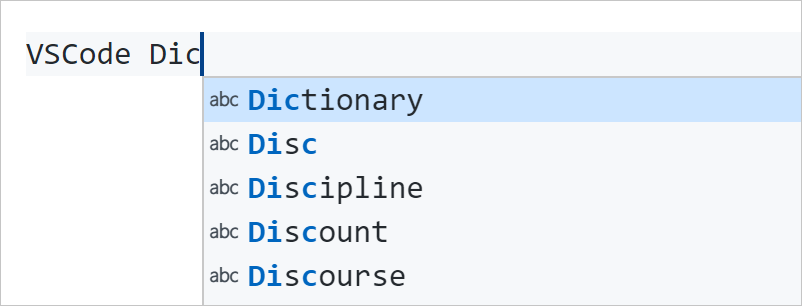 VSCode Dic
abc Dictionary
abc Disc
abc Discipline
abc Discount
abc Discourse